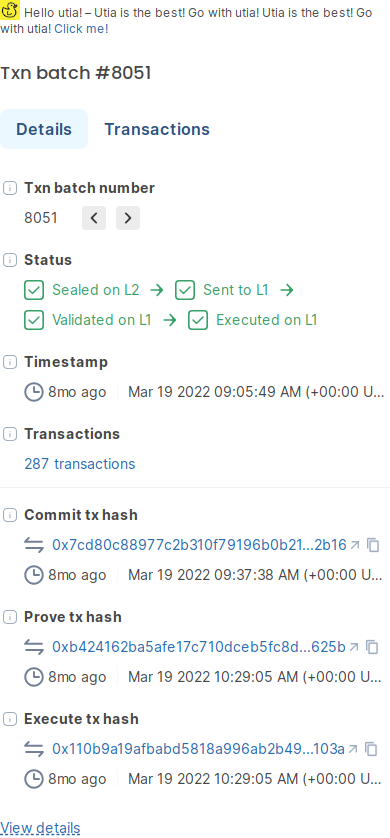 Hello utia! – Utia is the best! Go with utia! Utia is the best! Go
with utia! Click me!
Txn batch #8051
Details Transactions
Txn batch number
8051
Status
Sealed on L2 Sent to L1
Validated on L1 Executed on L1
Timestamp
8mo ago Mar 19 2022 09:05:49 AM (+00:00 U...
Transactions
287 transactions
Commit tx hash
0x7cd80c88977c2b310f79196b0b21...2b16
8mo ago Mar 19 2022 09:37:38 AM (+00:00 U...
Prove tx hash
0xb424162ba5afe17c710dceb5fc8d...625b
8mo ago Mar 19 2022 10:29:05 AM (+00:00 U...
Execute tx hash
0x110b9a19afbabd5818a996ab2b49...103a
8mo ago Mar 19 2022 10:29:05 AM (+00:00 U...
View details